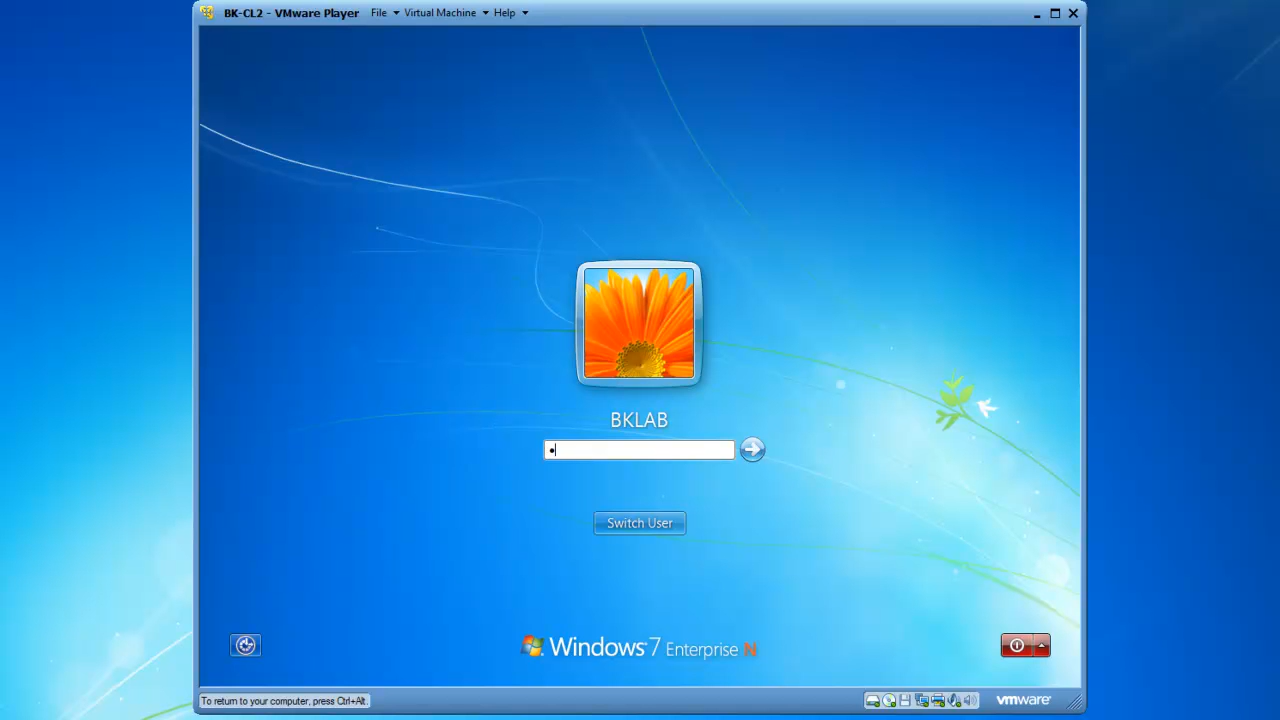 BK-CL2 - VMware Player File Virtual Machine Help
BKLAB
Switch User
Windows 7 Enterprise N
To return to your computer, press Ctrl+Alt.
vmware